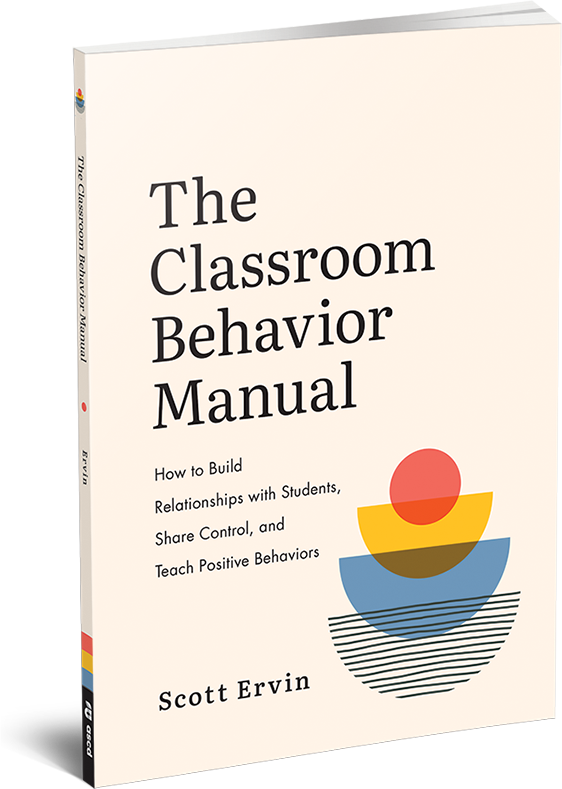 The
Classroom
Behavior
Manual
How to Build
Relationships with Students,
Share Control, and
Teach Positive Behaviors
Scott Ervin
The Classroom Behavior Manual
Ervin
ascd